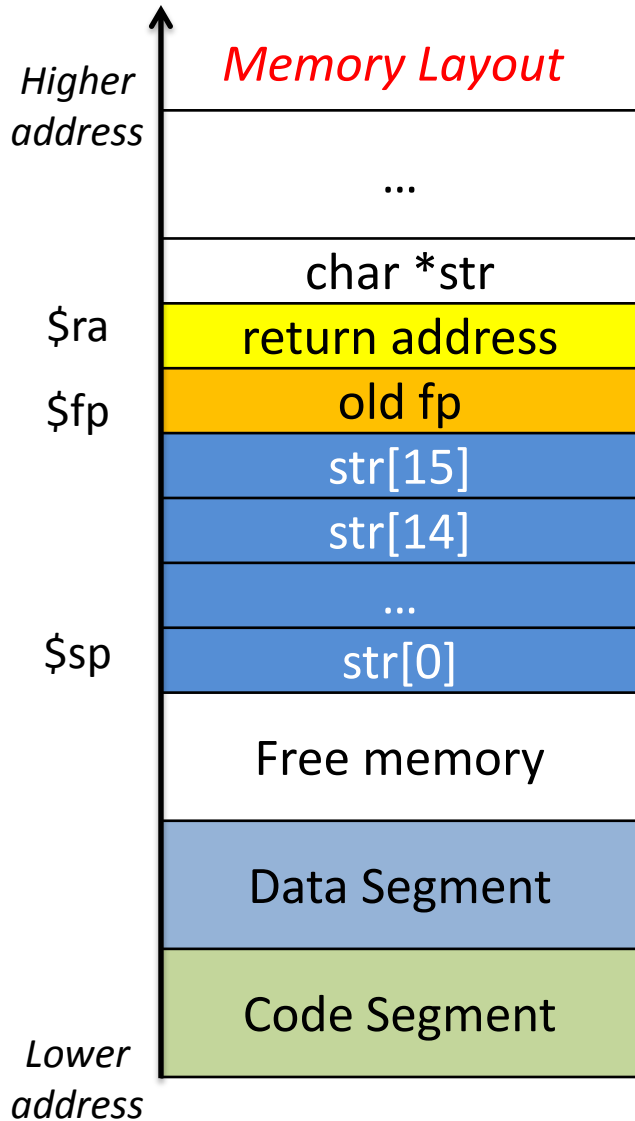 Memory Layout
Higher
address
…
char *str
$ra
return address
$fp
old fp
str[15]
str[14]
…
$sp
str[0]
Free memory
Data Segment
Code Segment
Lower
address